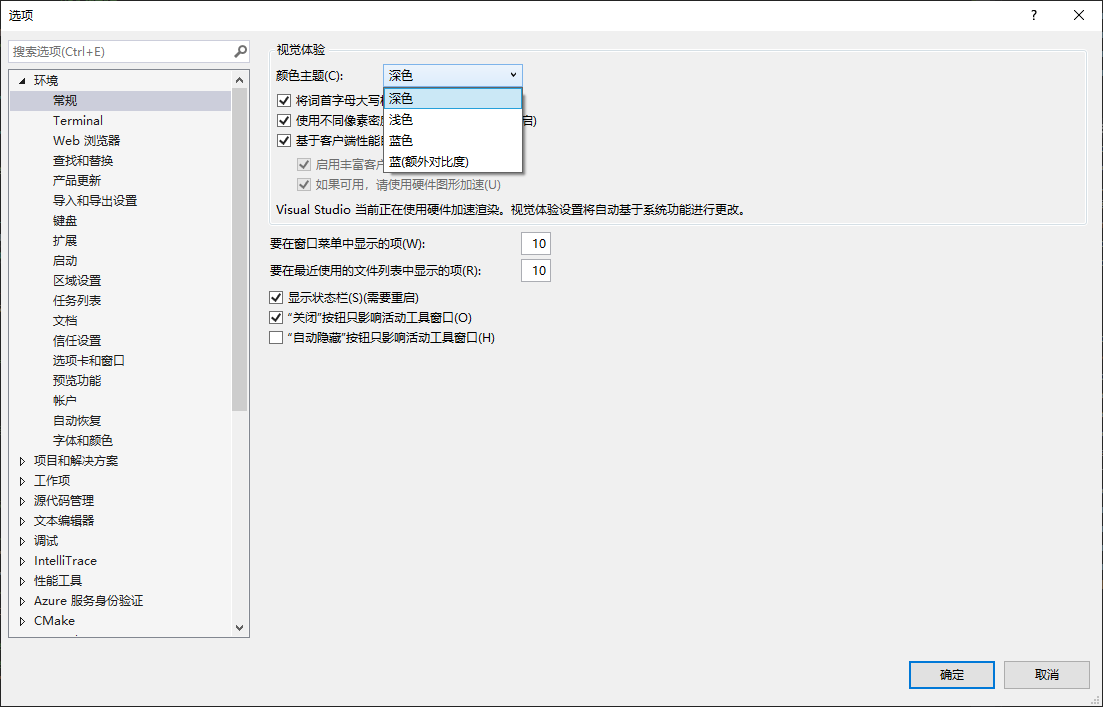 选项
?
搜索选项(Ctrl+E)
环境
常规
Terminal
Web 浏览器
查找和替换
产品更新
导入和导出设置
键盘
扩展
启动
区域设置
任务列表
文档
信任设置
选项卡和窗口
预览功能
帐户
自动恢复
字体和颜色
项目和解决方案
工作项
源代码管理
文本编辑器
调试
IntelliTrace
性能工具
Azure 服务身份验证
CMake
视觉体验
颜色主题(C):
深色
深色
浅色
蓝色
蓝(额外对比度)
将词首字母大写
使用不同像素密
启)
基于客户端性能
启用丰富客户
如果可用，请使用硬件图形加速(U)
Visual Studio 当前正在使用硬件加速渲染。视觉体验设置将自动基于系统功能进行更改。
要在窗口菜单中显示的项(W): 10
要在最近使用的文件列表中显示的项(R): 10
显示状态栏(S)(需要重启)
“关闭”按钮只影响活动工具窗口(O)
“自动隐藏”按钮只影响活动工具窗口(H)
确定
取消